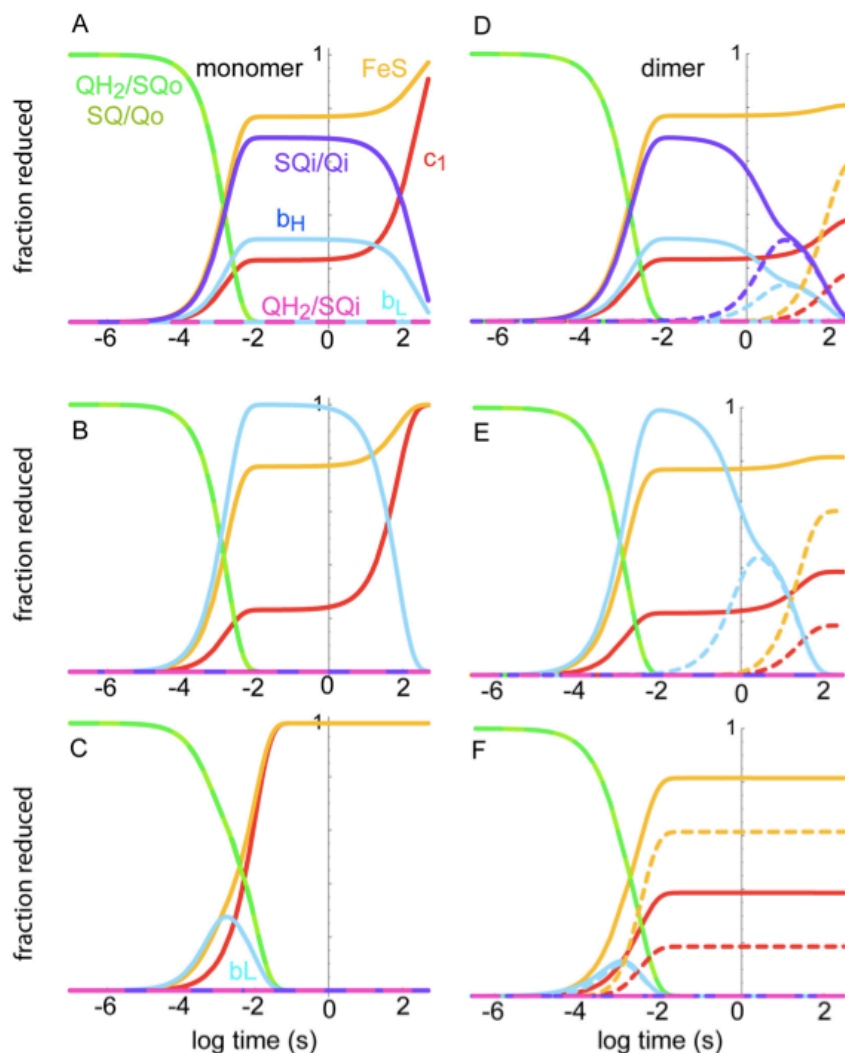 A
D
1
monomer
FeS
1
dimer
QH2/SQo
SQ/Qo
SQi/Qi
c1
bH
QH2/SQi
bL
fraction reduced
-6 -4 -2 0 2
-6 -4 -2 0 2
B
1
E
1
fraction reduced
-6 -4 -2 0 2
-6 -4 -2 0 2
C
1
F
1
bL
fraction reduced
-6 -4 -2 0 2
-6 -4 -2 0 2
log time (s)
log time (s)